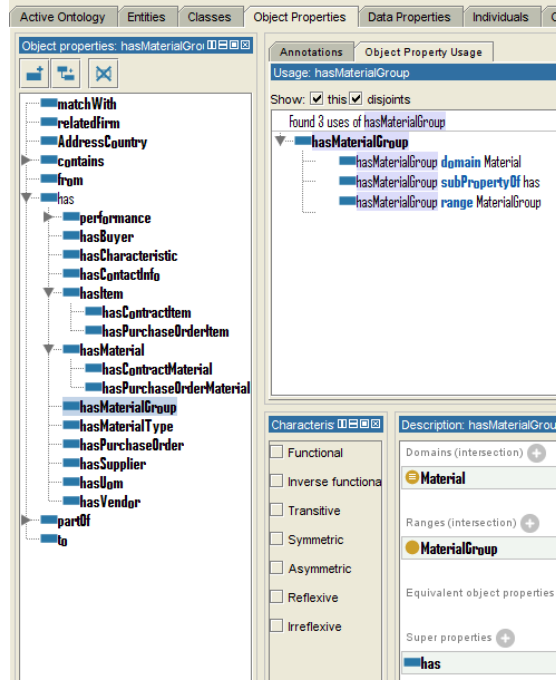 Active Ontology Entities Classes Object Properties Data Properties Individuals
Object properties: hasMaterialGro
matchWith
relatedFirm
AddressCountry
contains
from
has
performance
hasBuyer
hasCharacteristic
hasContactInfo
hasItem
hasContractItem
hasPurchaseOrderItem
hasMaterial
hasContractMaterial
hasPurchaseOrderMaterial
hasMaterialGroup
hasMaterialType
hasPurchaseOrder
hasSupplier
hasUom
hasVendor
partOf
to
Annotations Object Property Usage
Usage: hasMaterialGroup
Show: this disjoints
Found 3 uses of hasMaterialGroup
hasMaterialGroup
hasMaterialGroup domain Material
hasMaterialGroup subPropertyOf has
hasMaterialGroup range MaterialGroup
Characteris
Functional
Inverse functiona
Transitive
Symmetric
Asymmetric
Reflexive
Irreflexive
Description: hasMaterialGrou
Domains (intersection)
Material
Ranges (intersection)
MaterialGroup
Equivalent object properties
Super properties
has